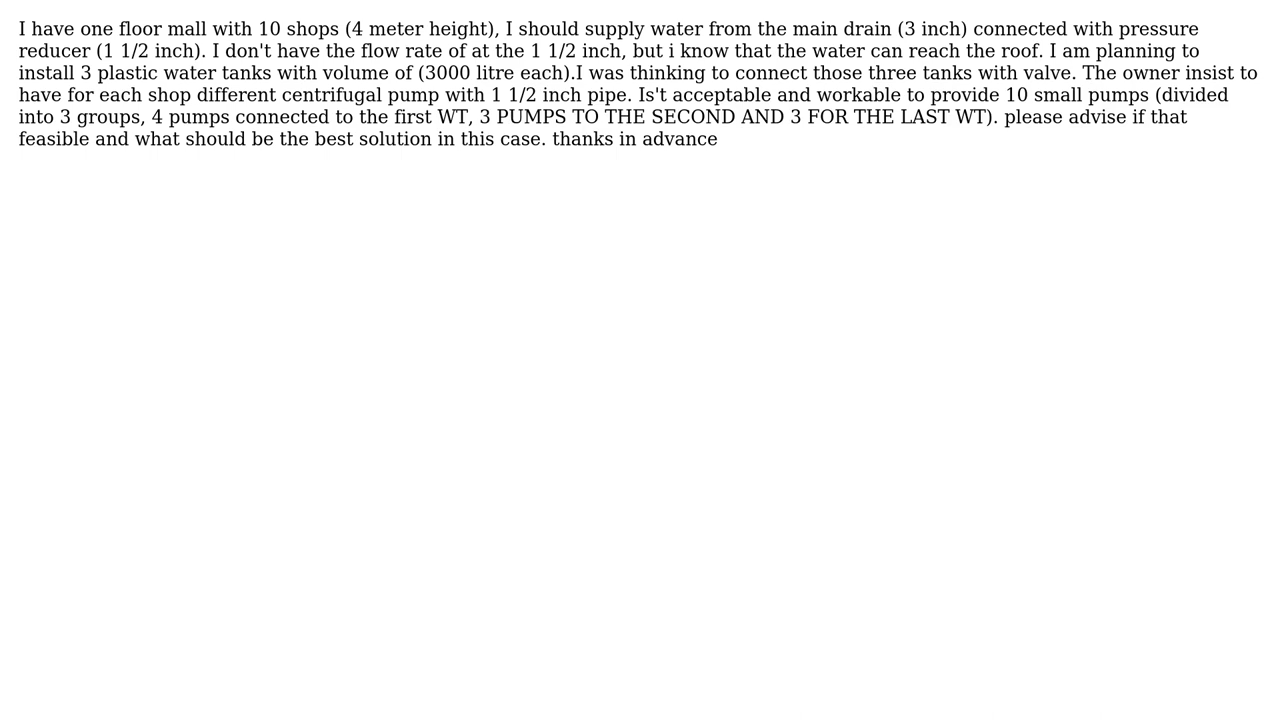 I have one floor mall with 10 shops (4 meter height), I should supply water from the main drain (3 inch) connected with pressure
reducer (1 1/2 inch). I don't have the flow rate of at the 1 1/2 inch, but i know that the water can reach the roof. I am planning to
install 3 plastic water tanks with volume of (3000 litre each).I was thinking to connect those three tanks with valve. The owner insist to
have for each shop different centrifugal pump with 1 1/2 inch pipe. Is't acceptable and workable to provide 10 small pumps (divided
into 3 groups, 4 pumps connected to the first WT, 3 PUMPS TO THE SECOND AND 3 FOR THE LAST WT). please advise if that
feasible and what should be the best solution in this case. thanks in advance